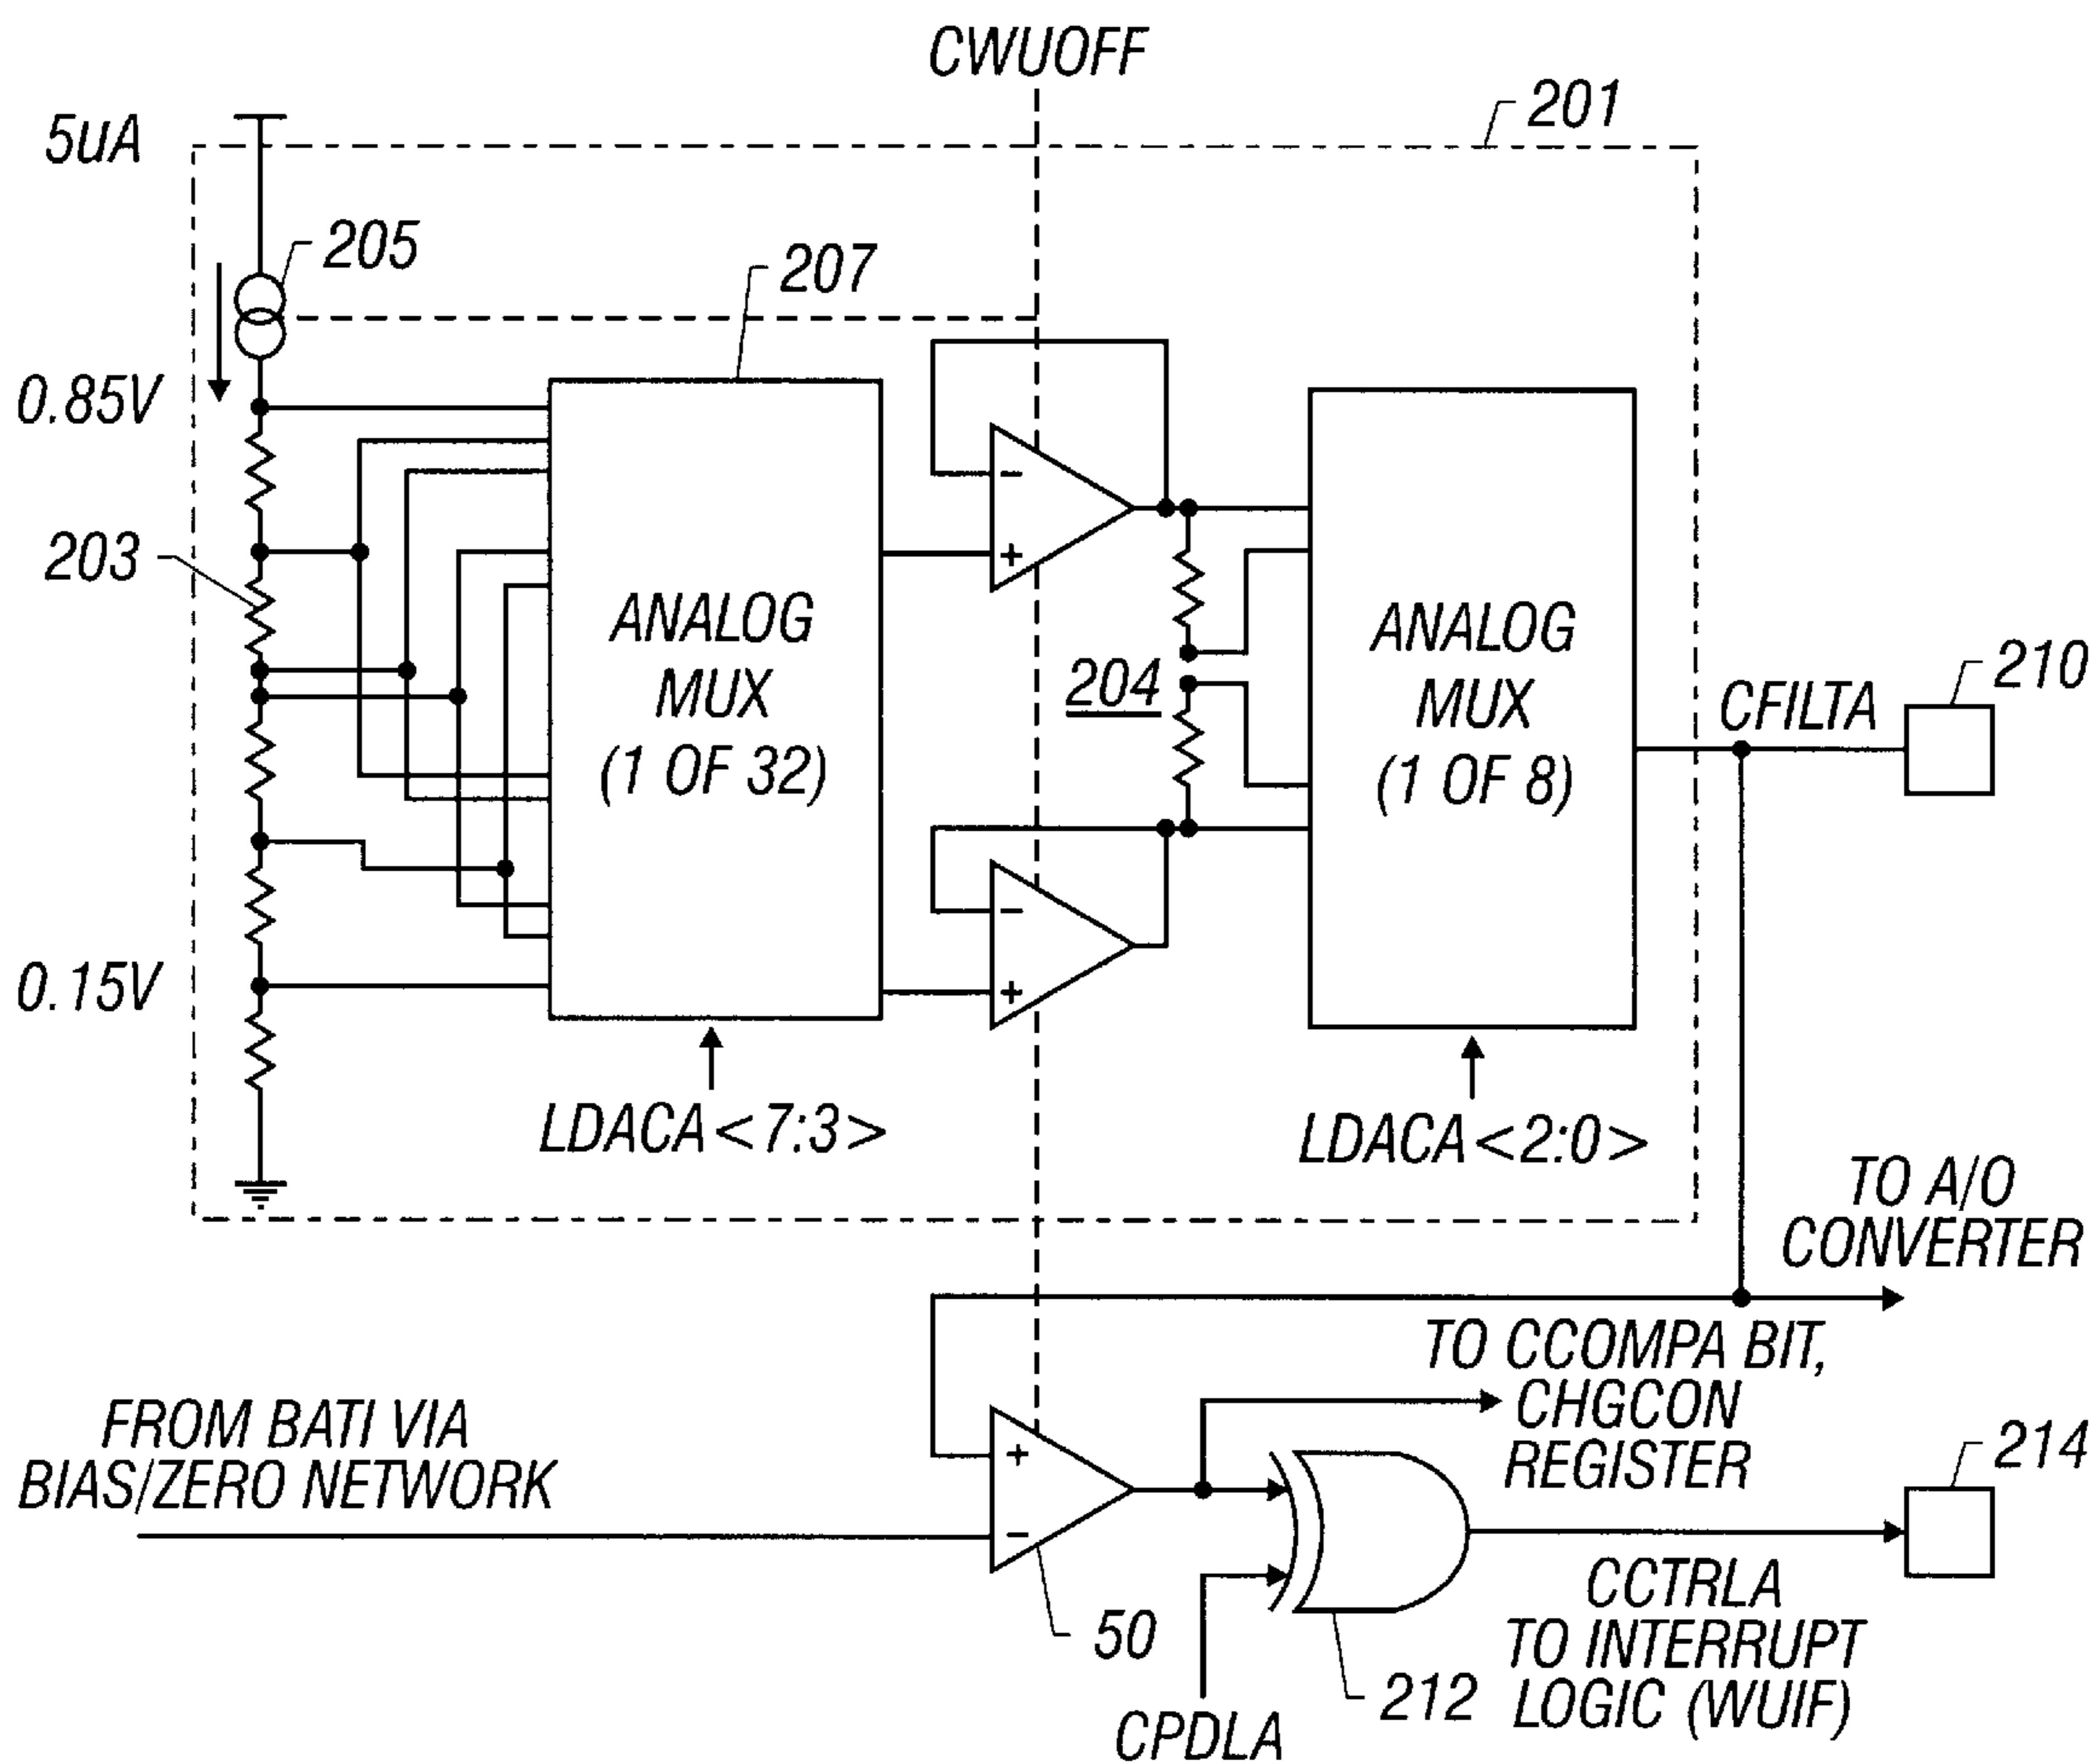 CWUOFF
5uA
201
205
207
0.85V
203
ANALOG
MUX
(1 OF 32)
-
+
204
ANALOG
MUX
(1 OF 8)
CFILTA
210
0.15V
-
+
LDACA<7:3>
LDACA<2:0>
TO A/O
CONVERTER
TO CCOMPA BIT,
CHGCON
REGISTER
FROM BATI VIA
BIAS/ZERO NETWORK
+
-
214
50
212
CPDLA
CCTRLA
TO INTERRUPT
LOGIC (WUIF)